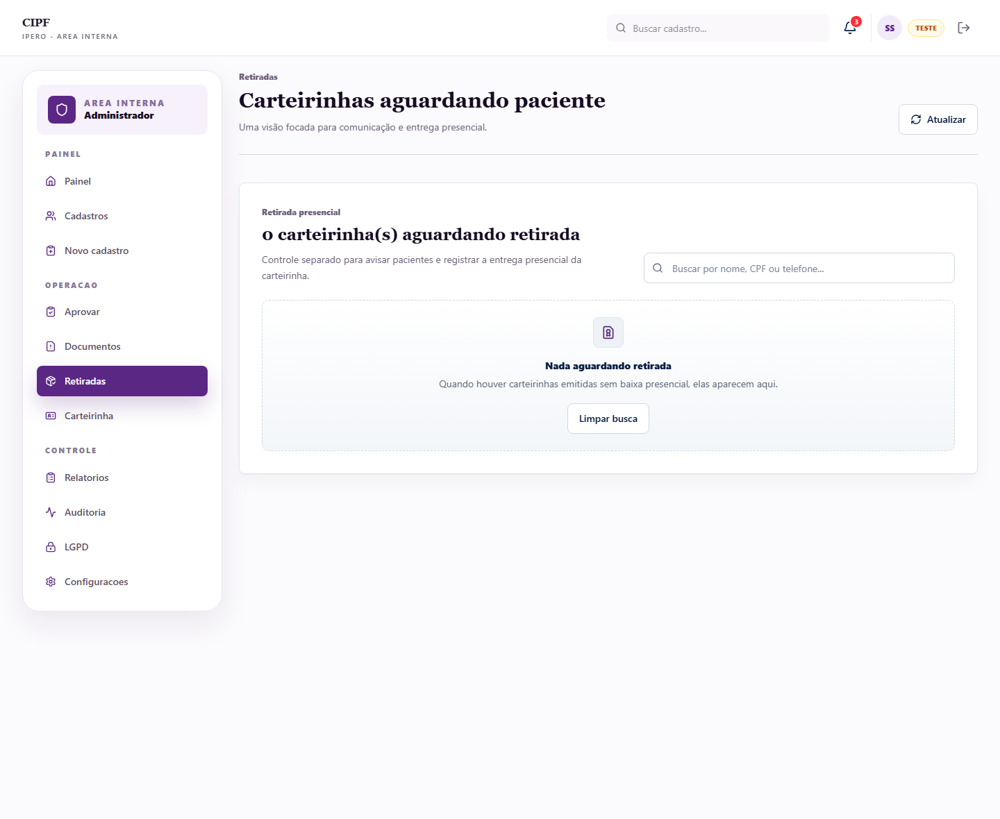 CIPF
IPERO - AREA INTERNA
Buscar cadastro...
3
SS
TESTE
AREA INTERNA
Administrador
PAINEL
Painel
Cadastros
Novo cadastro
OPERACAO
Aprovar
Documentos
Retiradas
Carteirinha
CONTROLE
Relatorios
Auditoria
LGPD
Configuracoes
Retiradas
Carteirinhas aguardando paciente
Uma visão focada para comunicação e entrega presencial.
Atualizar
Retirada presencial
0 carteirinha(s) aguardando retirada
Controle separado para avisar pacientes e registrar a entrega presencial da
carteirinha.
Buscar por nome, CPF ou telefone...
Nada aguardando retirada
Quando houver carteirinhas emitidas sem baixa presencial, elas aparecem aqui.
Limpar busca